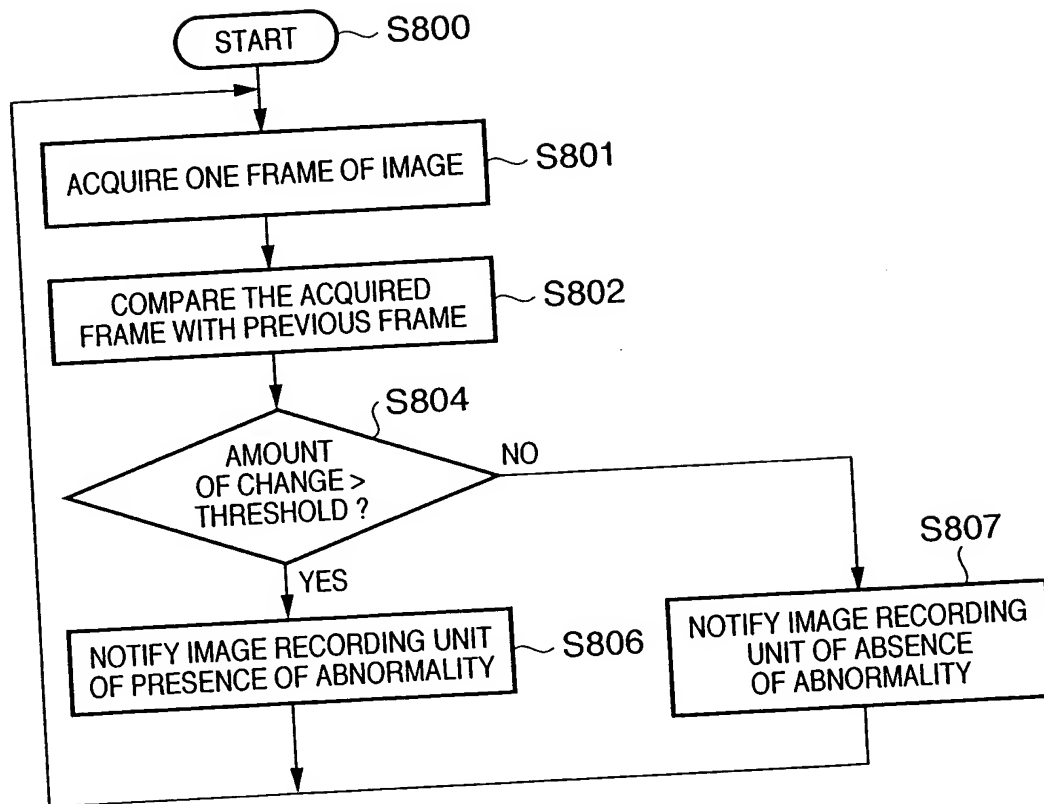 START
S800
ACQUIRE ONE FRAME OF IMAGE
S801
COMPARE THE ACQUIRED
FRAME WITH PREVIOUS FRAME
S802
S804
AMOUNT
OF CHANGE >
THRESHOLD ?
NO
YES
NOTIFY IMAGE RECORDING UNIT
OF PRESENCE OF ABNORMALITY
S806
S807
NOTIFY IMAGE RECORDING
UNIT OF ABSENCE
OF ABNORMALITY